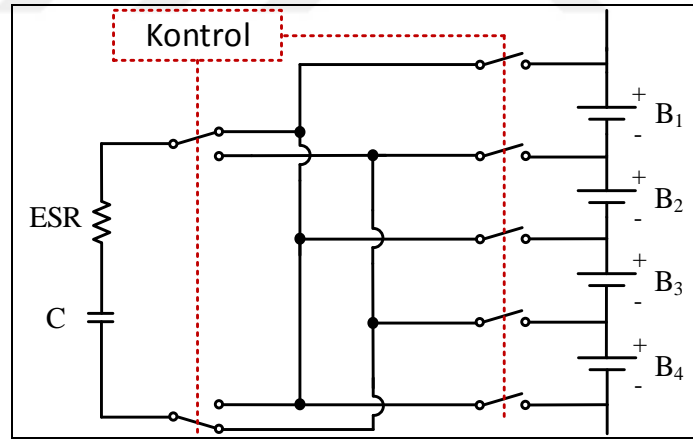 Kontrol
+
B₁
-
+
B₂
-
ESR
+
B₃
-
C
+
B₄
-